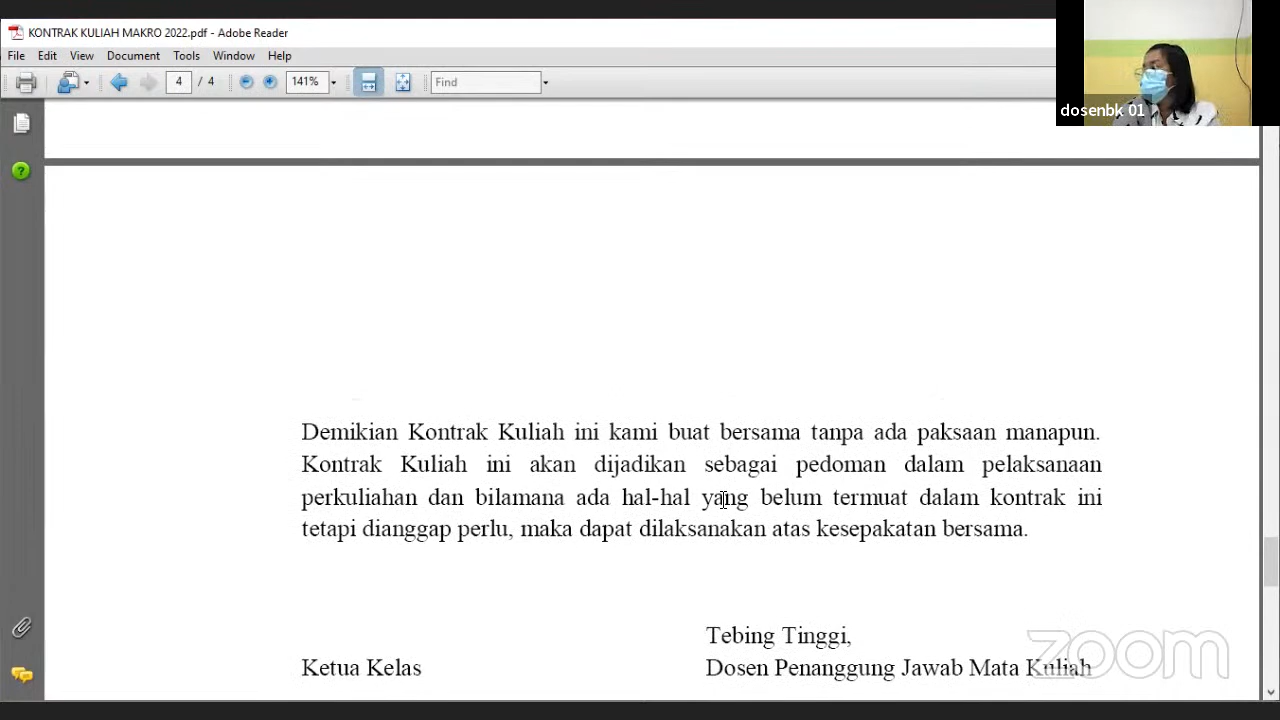 KONTRAK KULIAH MAKRO 2022.pdf - Adobe Reader
File Edit View Document Tools Window Help
4 / 4 141% Find
dosenbk 01
Demikian Kontrak Kuliah ini kami buat bersama tanpa ada paksaan manapun.
Kontrak Kuliah ini akan dijadikan sebagai pedoman dalam pelaksanaan
perkuliahan dan bilamana ada hal-hal yang belum termuat dalam kontrak ini
tetapi dianggap perlu, maka dapat dilaksanakan atas kesepakatan bersama.
Tebing Tinggi,
Ketua Kelas Dosen Penanggung Jawab Mata Kuliah
zoom